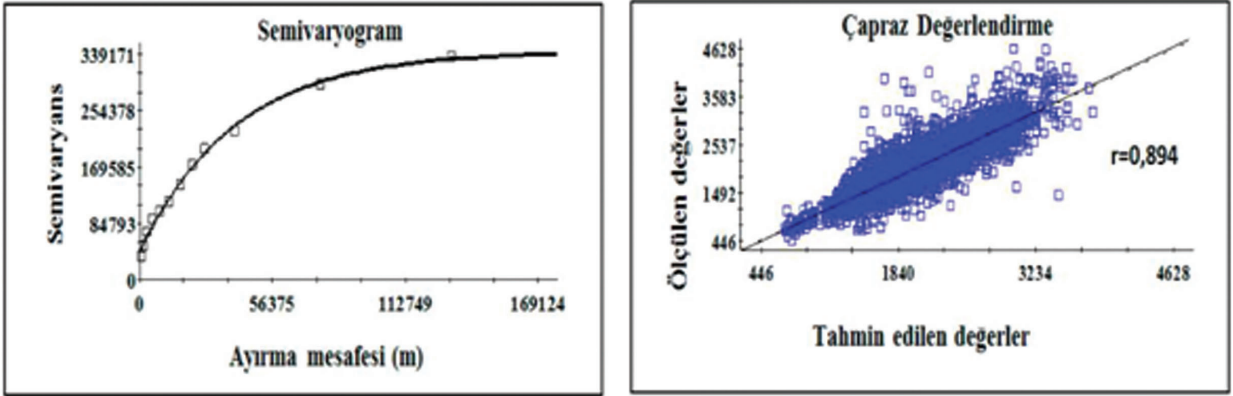 Semivaryogram
Semivaryans
339171
254378
169585
84793
0
0 56375 112749 169124
Ayırma mesafesi (m)
Çapraz Değerlendirme
Ölçülen değerler
4628
3583
2537
1492
446
r=0,894
446 1840 3234 4628
Tahmin edilen değerler